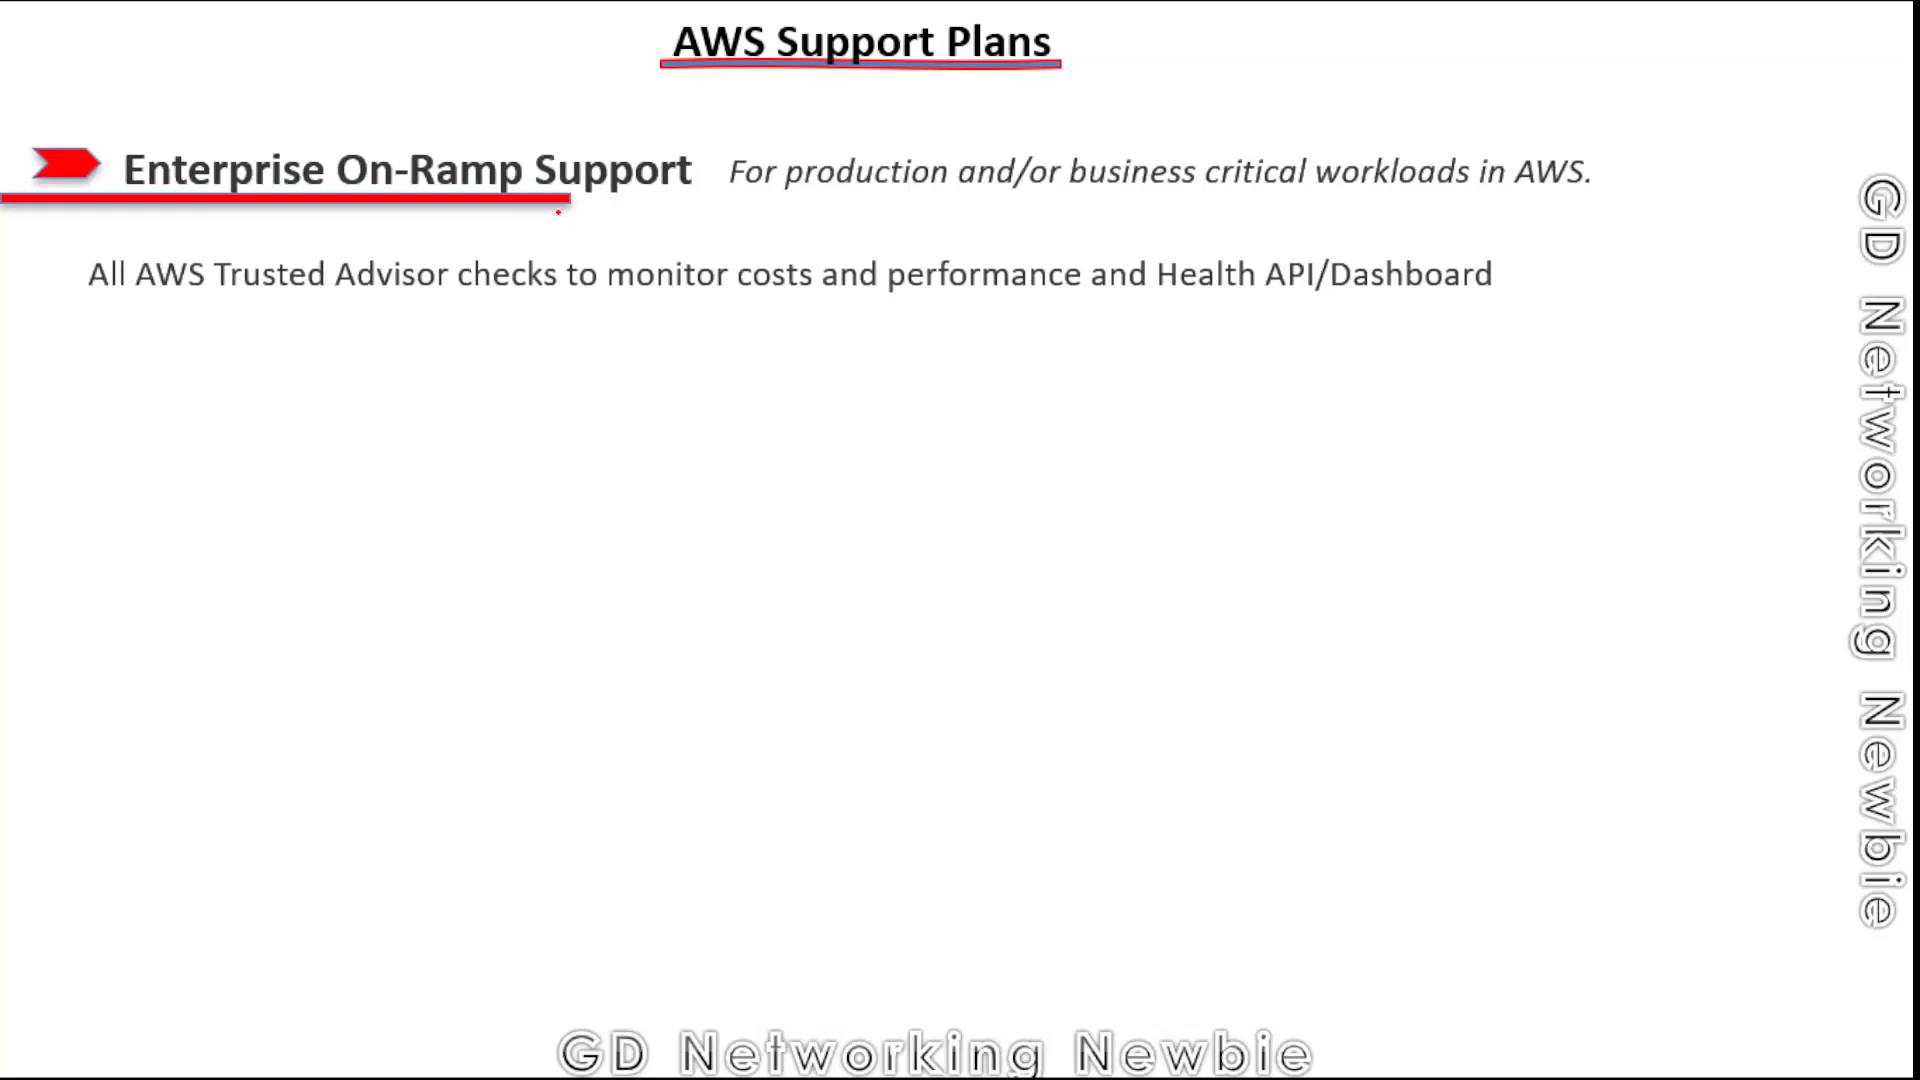 AWS Support Plans
Enterprise On-Ramp Support For production and/or business critical workloads in AWS.
All AWS Trusted Advisor checks to monitor costs and performance and Health API/Dashboard
GD Networking Newbie
GD Networking Newbie